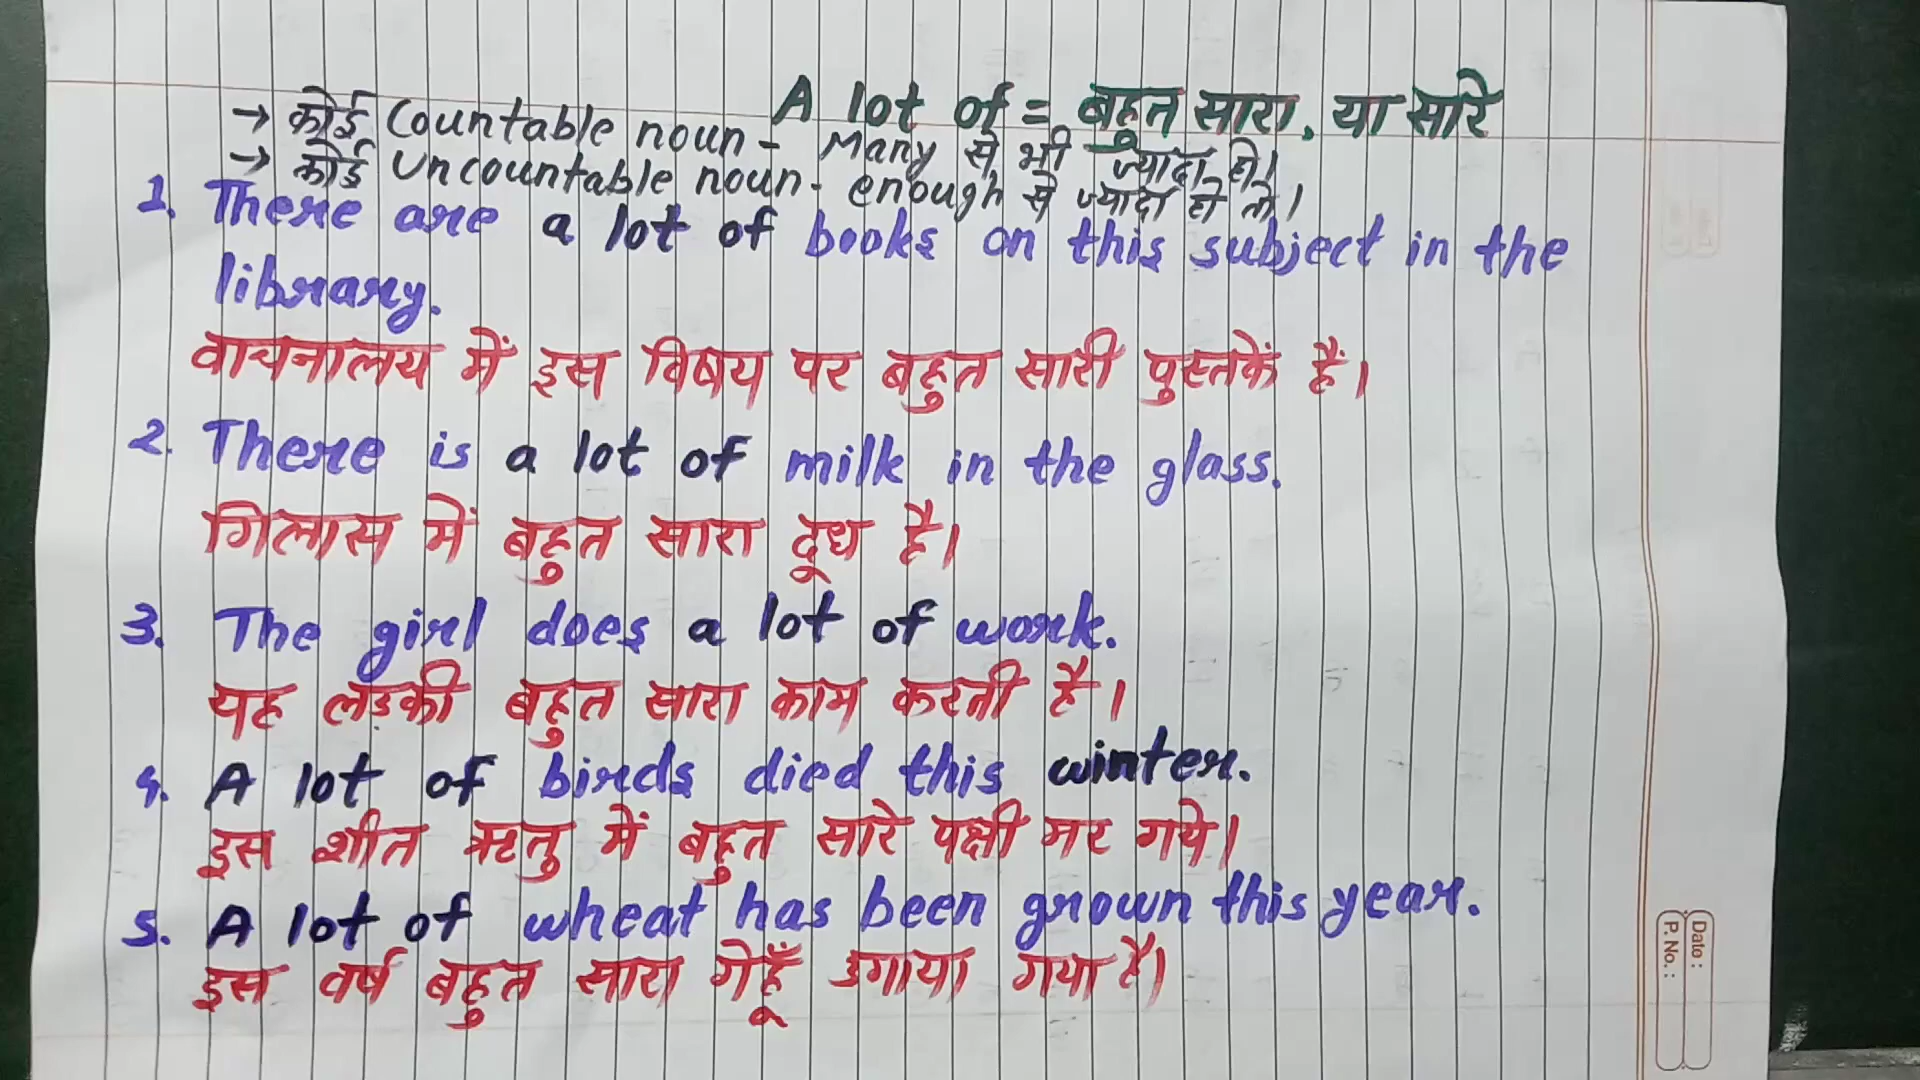 A lot of = बहुत सारा, या सारे
→ कोई Countable noun - Many से भी ज्यादा हो।
→ कोई Uncountable noun - enough से ज्यादा हो तो।
1. There are a lot of books on this subject in the
library.
वाचनालय में इस विषय पर बहुत सारी पुस्तकें हैं।
2. There is a lot of milk in the glass.
गिलास में बहुत सारा दूध है।
3. The girl does a lot of work.
यह लड़की बहुत सारा काम करती है।
4. A lot of birds died this winter.
इस शीत ऋतु में बहुत सारे पक्षी मर गये।
5. A lot of wheat has been grown this year.
इस वर्ष बहुत सारा गेहूँ उगाया गया है।
Date :
P. No. :